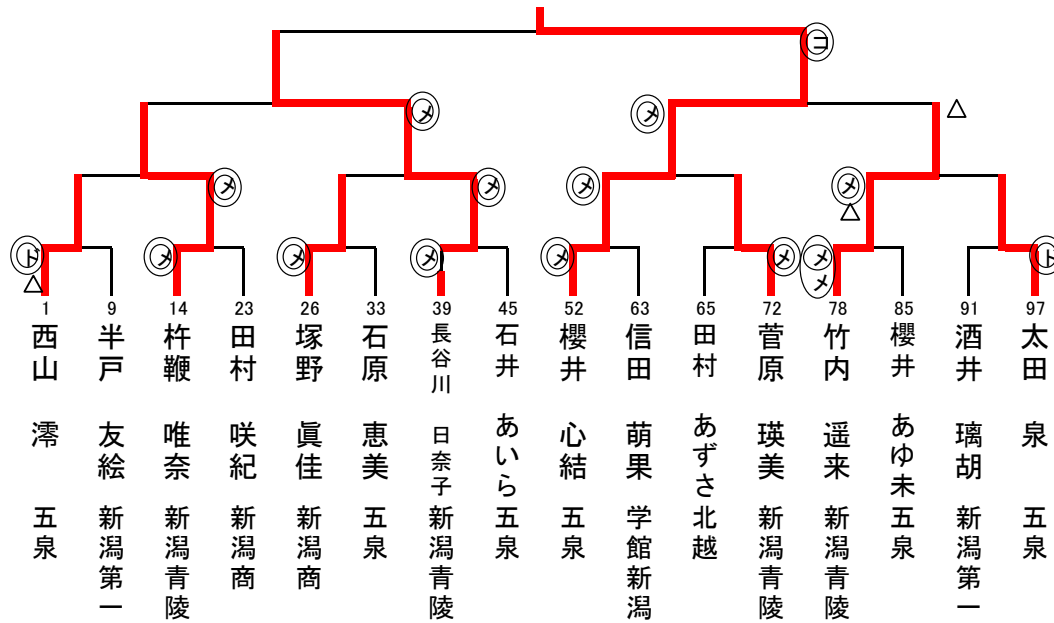 コ
メ
メ
△
メ
メ
メ
メ
△
ド
△
メ
メ
メ
メ
メ
メ
メ
ド
1
9
14
23
26
33
39
45
52
63
65
72
78
85
91
97
西山 澪 五泉
半戸 友絵 新潟第一
杵鞭 唯奈 新潟青陵
田村 咲紀 新潟商
塚野 眞佳 新潟商
石原 恵美 五泉
長谷川 日奈子 新潟青陵
石井 あいら 五泉
櫻井 心結 五泉
信田 萌果 学館新潟
田村 あずさ 北越
菅原 瑛美 新潟青陵
竹内 遥来 新潟青陵
櫻井 あゆ未 五泉
酒井 璃胡 新潟第一
太田 泉 五泉